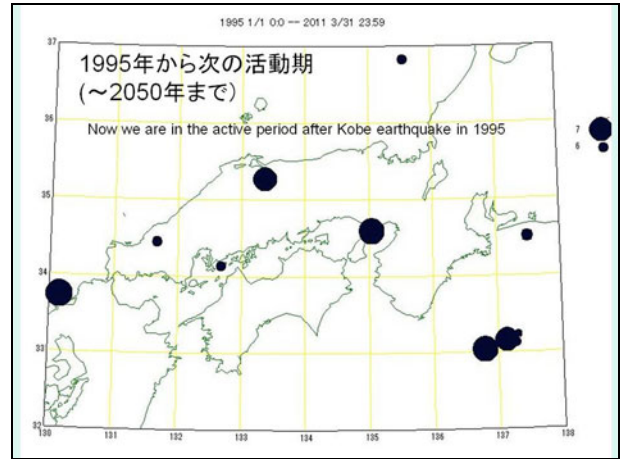 1995 1/1 0:0 -- 2011 3/31 23:59
37
1995年から次の活動期
(～2050年まで)
36
Now we are in the active period after Kobe earthquake in 1995
7
6
35
34
33
32
130 131 132 133 134 135 136 137 138